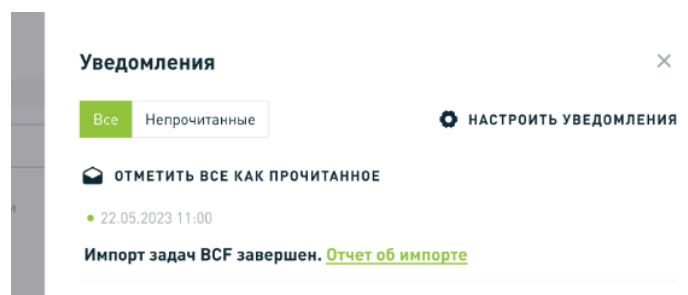 Уведомления
Все Непрочитанные НАСТРОИТЬ УВЕДОМЛЕНИЯ
ОТМЕТИТЬ ВСЕ КАК ПРОЧИТАННОЕ
22.05.2023 11:00
Импорт задач BCF завершен. Отчет об импорте